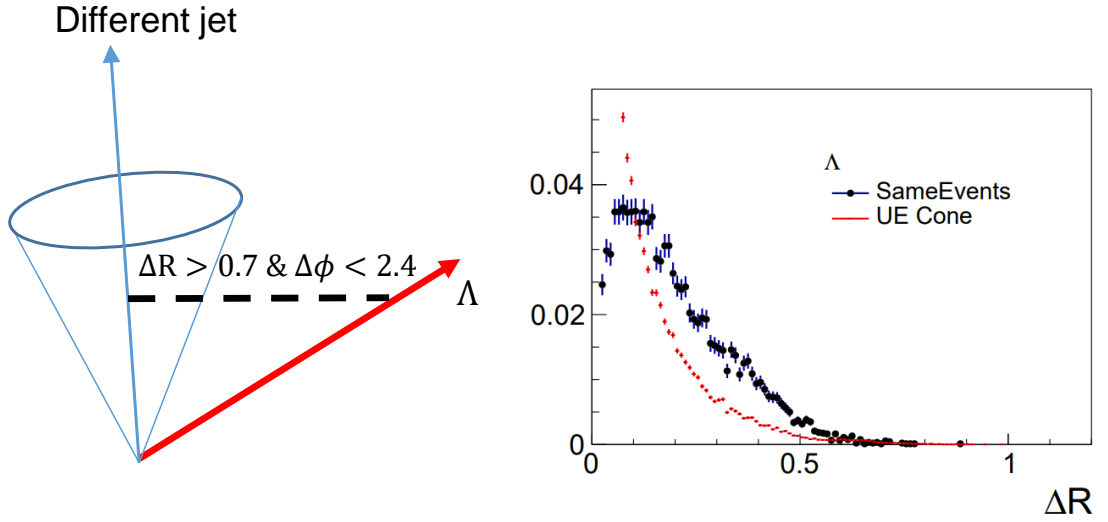 Different jet
ΔR > 0.7 & Δϕ < 2.4
Λ
Λ
SameEvents
UE Cone
0.04
0.02
0
0
0.5
1
ΔR